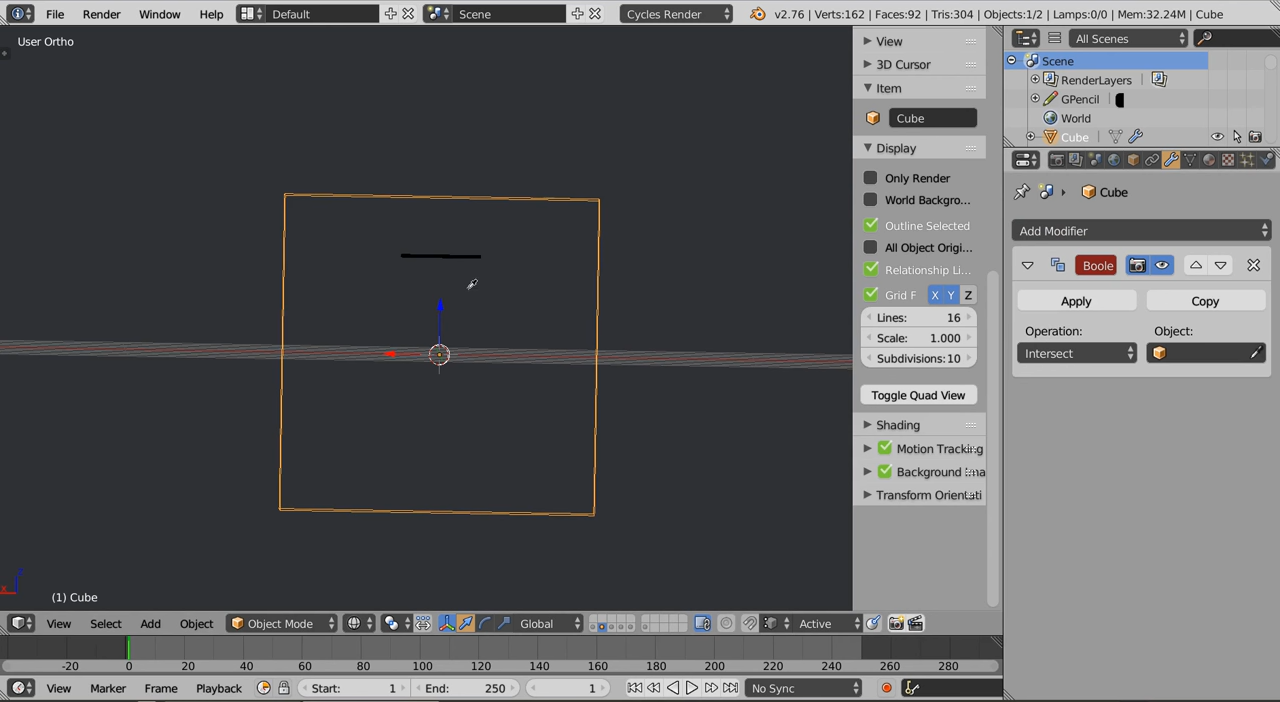 File Render Window Help Default Scene Cycles Render v2.76 | Verts:162 | Faces:92 | Tris:304 | Objects:1/2 | Lamps:0/0 | Mem:32.24M | Cube
User Ortho
(1) Cube
View
3D Cursor
Item
Cube
Display
Only Render
World Backgro...
Outline Selected
All Object Origi...
Relationship Li...
Grid F X Y Z
Lines: 16
Scale: 1.000
Subdivisions: 10
Toggle Quad View
Shading
Motion Tracking
Background Ima
Transform Orientati
All Scenes
Scene
RenderLayers
GPencil
World
Cube
Cube
Add Modifier
Boole
Apply Copy
Operation: Object:
Intersect
x z
View Select Add Object Object Mode Global Active
-20 0 20 40 60 80 100 120 140 160 180 200 220 240 260 280
View Marker Frame Playback Start: 1 End: 250 1 No Sync